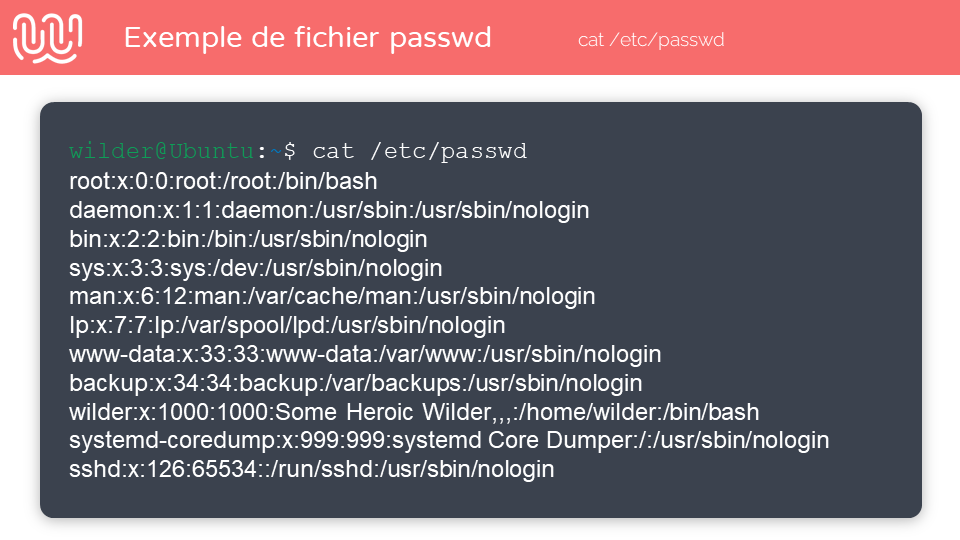 Exemple de fichier passwd
cat /etc/passwd
wilder@Ubuntu:~$ cat /etc/passwd
root:x:0:0:root:/root:/bin/bash
daemon:x:1:1:daemon:/usr/sbin:/usr/sbin/nologin
bin:x:2:2:bin:/bin:/usr/sbin/nologin
sys:x:3:3:sys:/dev:/usr/sbin/nologin
man:x:6:12:man:/var/cache/man:/usr/sbin/nologin
lp:x:7:7:lp:/var/spool/lpd:/usr/sbin/nologin
www-data:x:33:33:www-data:/var/www:/usr/sbin/nologin
backup:x:34:34:backup:/var/backups:/usr/sbin/nologin
wilder:x:1000:1000:Some Heroic Wilder,,,:/home/wilder:/bin/bash
systemd-coredump:x:999:999:systemd Core Dumper:/:/usr/sbin/nologin
sshd:x:126:65534::/run/sshd:/usr/sbin/nologin